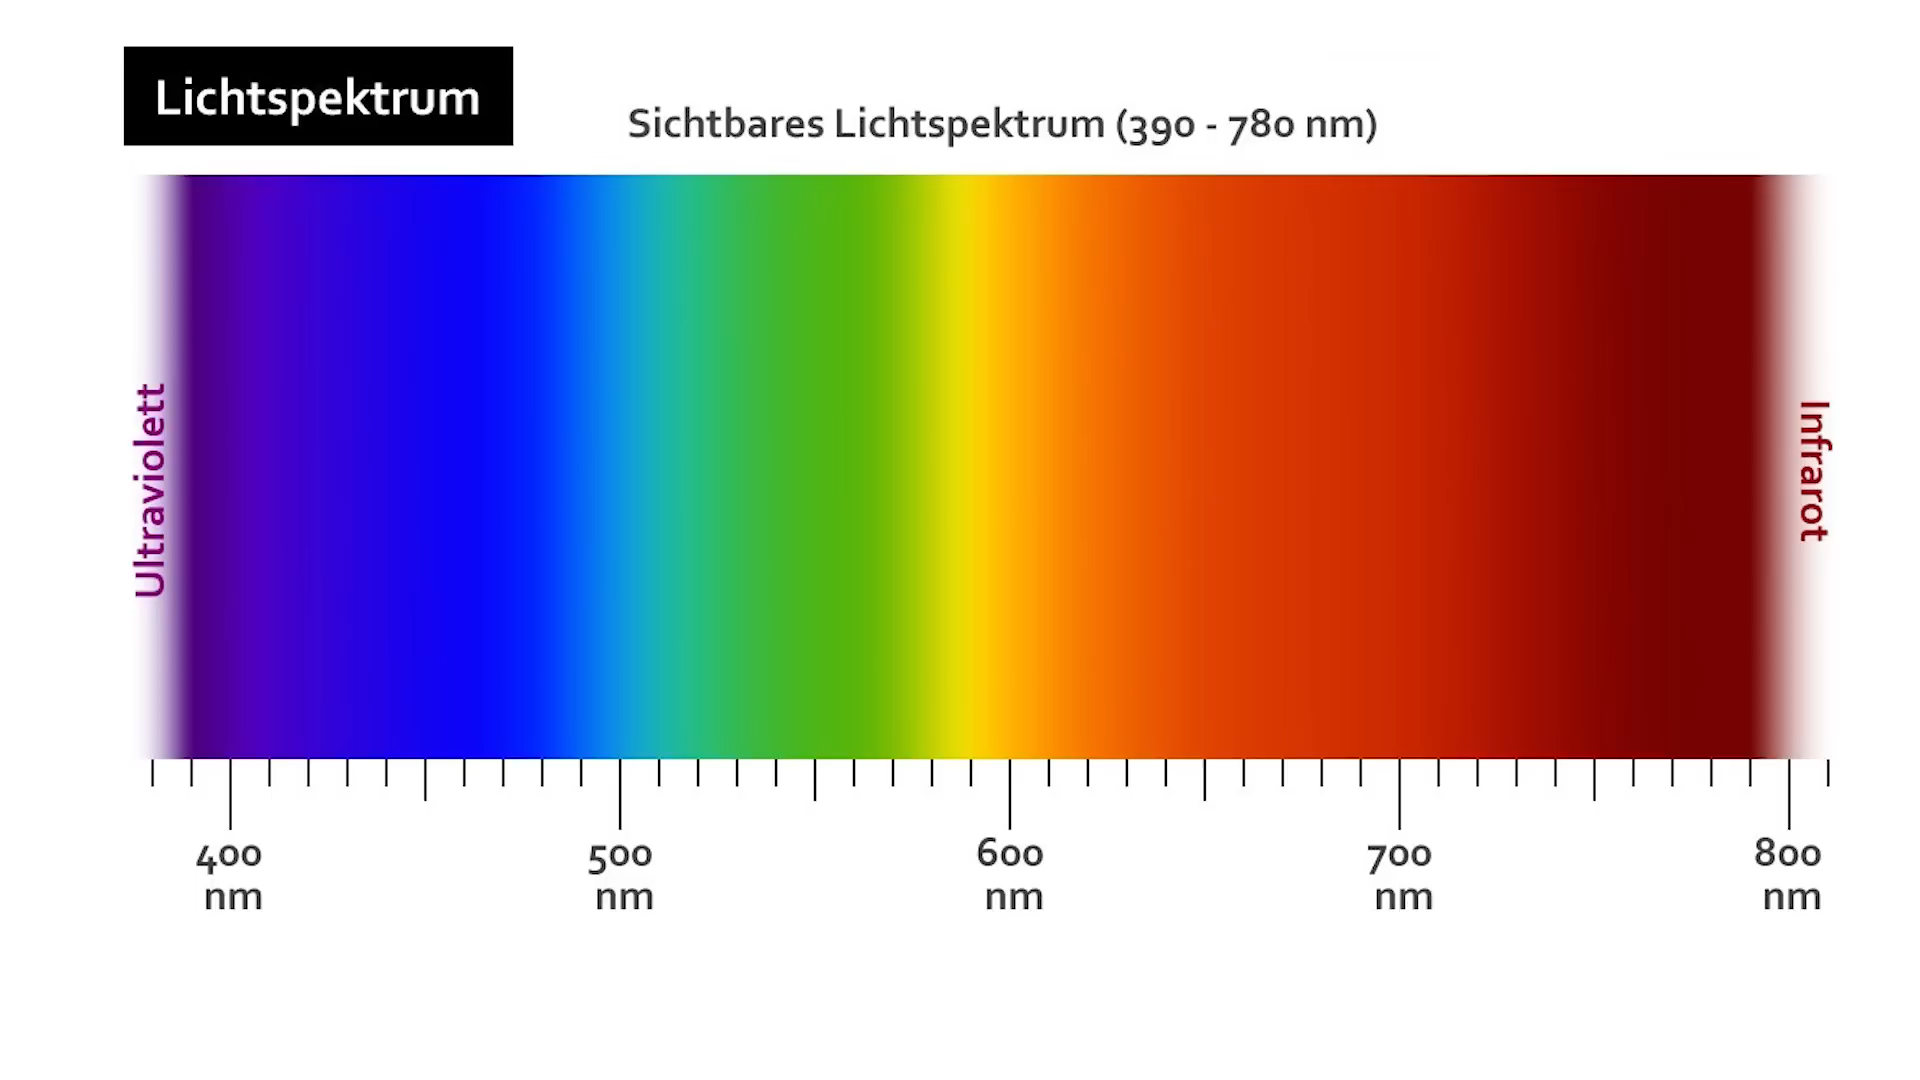 Lichtspektrum
Sichtbares Lichtspektrum (390 - 780 nm)
Ultraviolett
Infrarot
400 nm
500 nm
600 nm
700 nm
800 nm